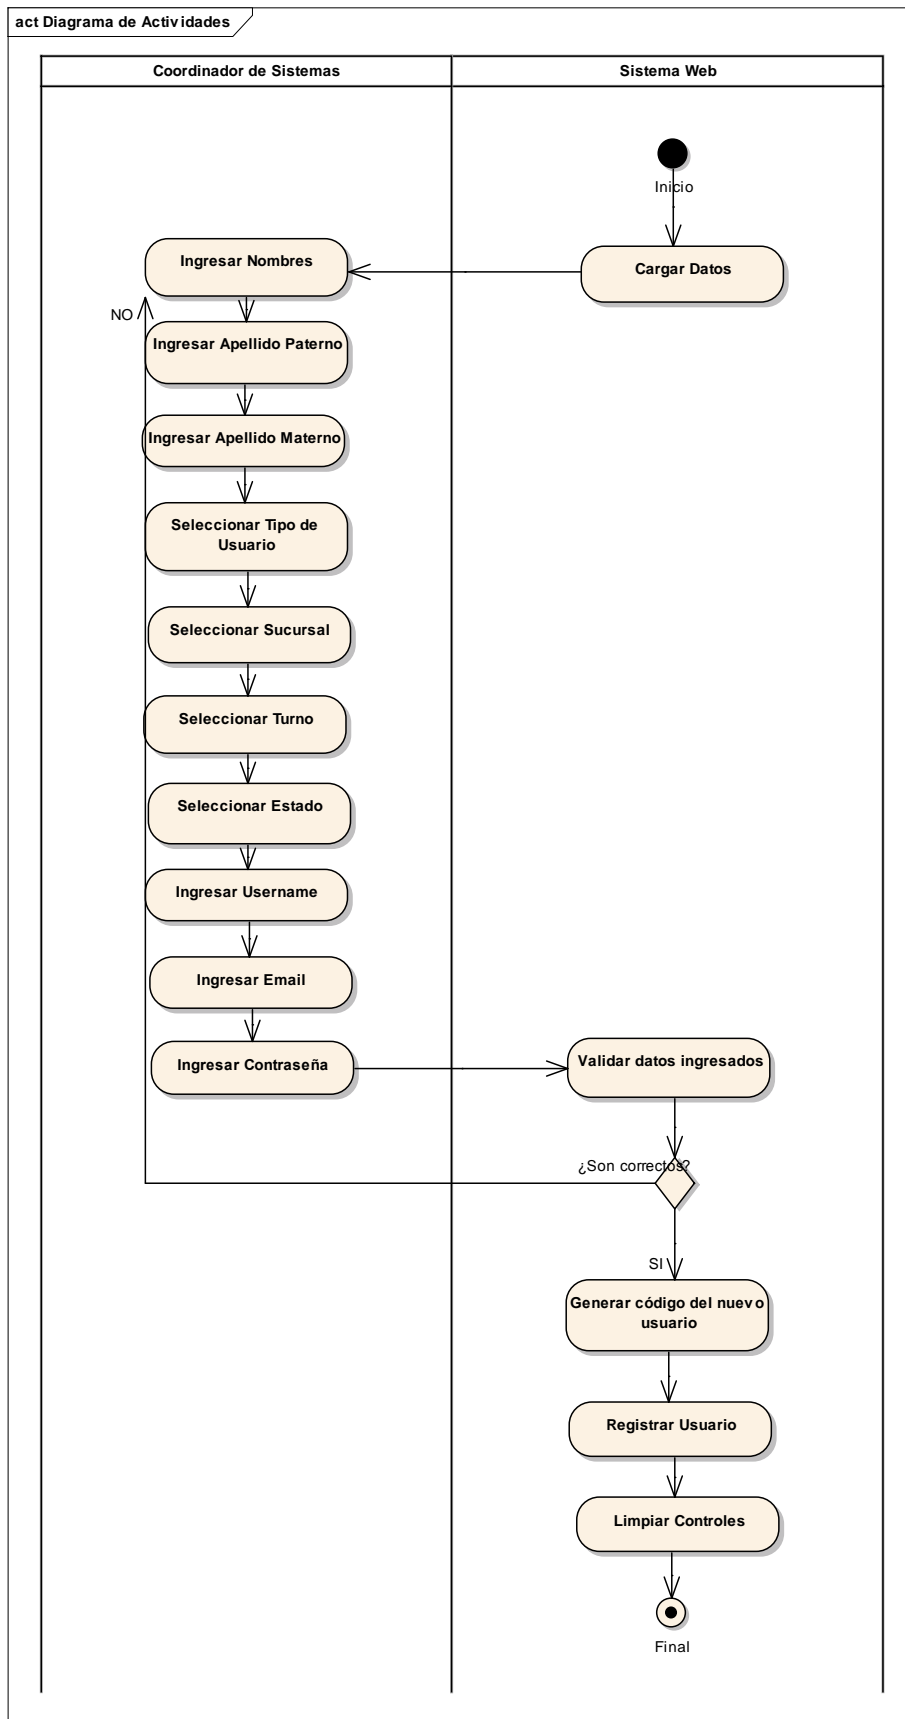 act Diagrama de Actividades
Coordinador de Sistemas
Sistema Web
Inicio
Ingresar Nombres
Cargar Datos
NO
Ingresar Apellido Paterno
Ingresar Apellido Materno
Seleccionar Tipo de
Usuario
Seleccionar Sucursal
Seleccionar Turno
Seleccionar Estado
Ingresar Username
Ingresar Email
Ingresar Contraseña
Validar datos ingresados
¿Son correctos?
SI
Generar código del nuevo
usuario
Registrar Usuario
Limpiar Controles
Final